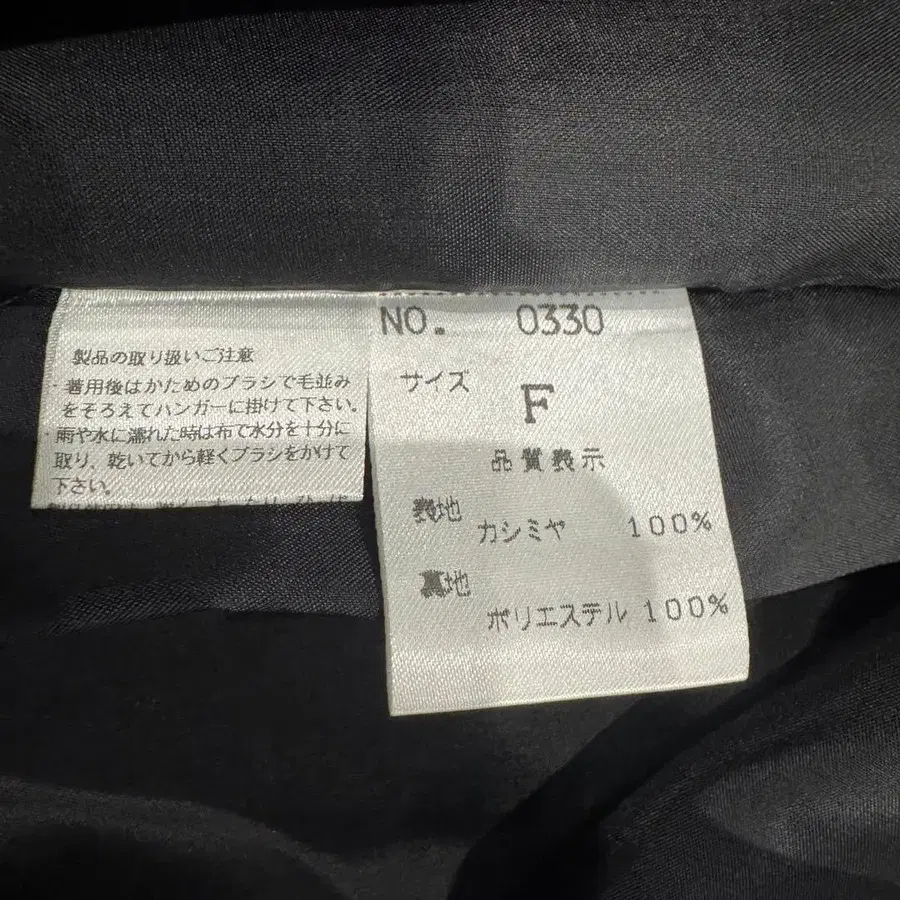 製品の取り扱いご注意
・着用後はかためのブラシで毛並み
をそろえてハンガーに掛けて下さい。
・雨や水に濡れた時は布で水分を十分に
取り、乾いてから軽くブラシをかけて
下さい。
NO. 0330
サイズ
F
品質表示
表地
カシミヤ 100%
裏地
ポリエステル 100%